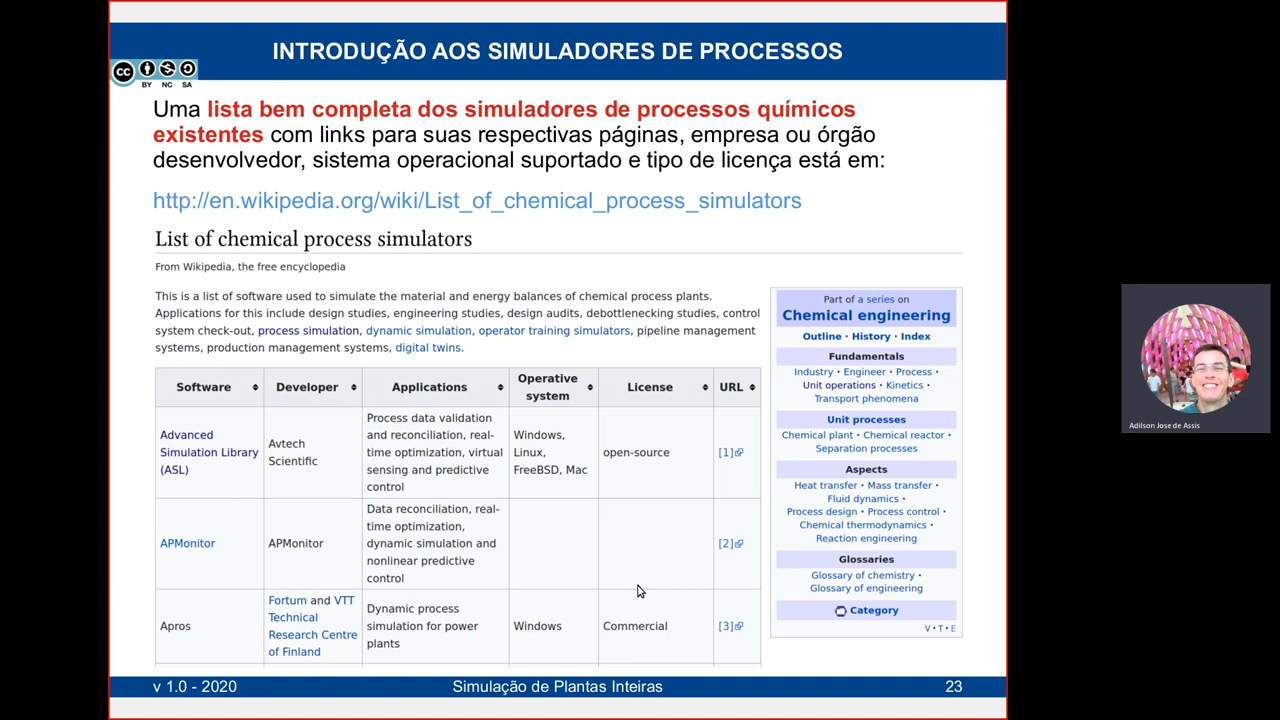 INTRODUÇÃO AOS SIMULADORES DE PROCESSOS
cc
BY NC SA
Uma lista bem completa dos simuladores de processos químicos
existentes com links para suas respectivas páginas, empresa ou órgão
desenvolvedor, sistema operacional suportado e tipo de licença está em:
http://en.wikipedia.org/wiki/List_of_chemical_process_simulators
List of chemical process simulators
From Wikipedia, the free encyclopedia
This is a list of software used to simulate the material and energy balances of chemical process plants.
Applications for this include design studies, engineering studies, design audits, debottlenecking studies, control
system check-out, process simulation, dynamic simulation, operator training simulators, pipeline management
systems, production management systems, digital twins.
Software
Developer
Applications
Operative
system
License
URL
Advanced
Simulation Library
(ASL)
Avtech
Scientific
Process data validation
and reconciliation, real-
time optimization, virtual
sensing and predictive
control
Windows,
Linux,
FreeBSD, Mac
open-source
[1]
APMonitor
APMonitor
Data reconciliation, real-
time optimization,
dynamic simulation and
nonlinear predictive
control
[2]
Apros
Fortum and VTT
Technical
Research Centre
of Finland
Dynamic process
simulation for power
plants
Windows
Commercial
[3]
Part of a series on
Chemical engineering
Outline · History · Index
Fundamentals
Industry · Engineer · Process ·
Unit operations · Kinetics ·
Transport phenomena
Unit processes
Chemical plant · Chemical reactor ·
Separation processes
Aspects
Heat transfer · Mass transfer ·
Fluid dynamics ·
Process design · Process control ·
Chemical thermodynamics ·
Reaction engineering
Glossaries
Glossary of chemistry ·
Glossary of engineering
Category
V · T · E
Adilson Jose de Assis
v 1.0 - 2020
Simulação de Plantas Inteiras
23